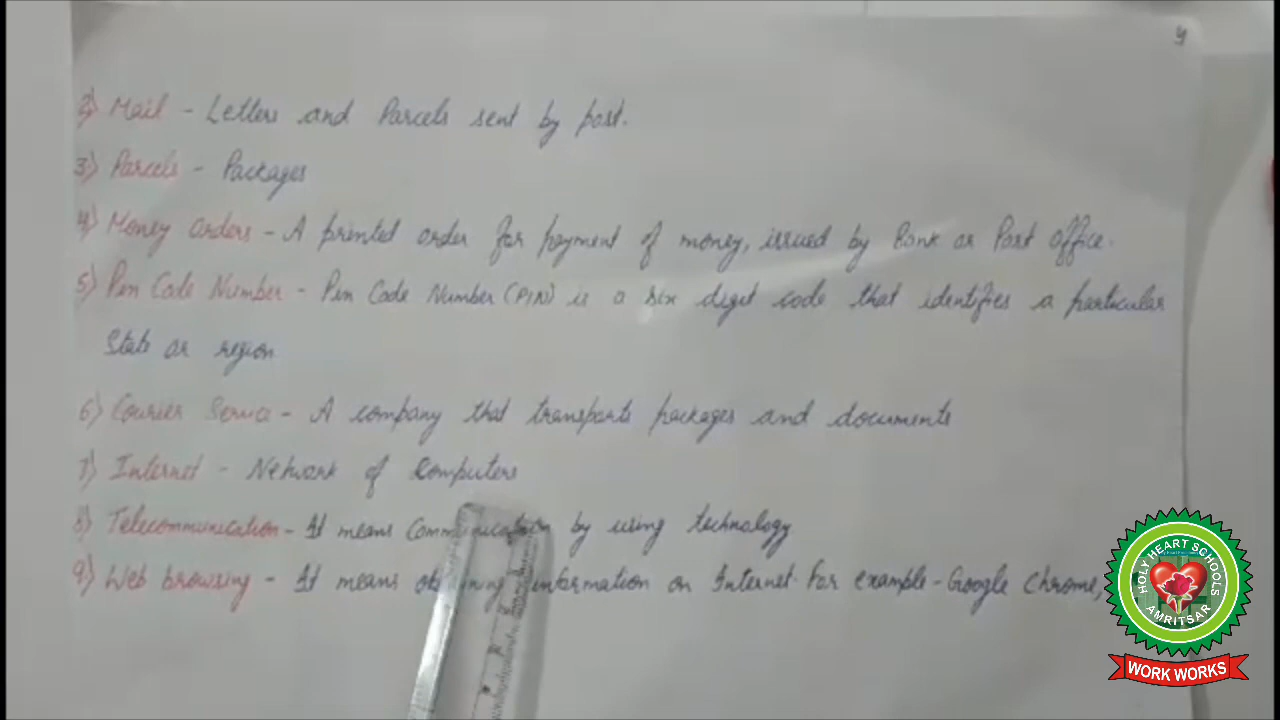 4
2) Mail - Letters and Parcels sent by post.
3) Parcels - Packages
4) Money orders - A printed order for payment of money, issued by Bank or Post office.
5) Pin Code Number - Pin Code Number (PIN) is a six digit code that identifies a particular
State or region
6) Courier Service - A company that transports packages and documents
7) Internet - Network of Computers
8) Telecommunication - It means Communication by using technology
9) Web browsing - It means obtaining information on Internet. For example - Google Chrome,
HOLY HEART SCHOOLS
AMRITSAR
WORK WORKS